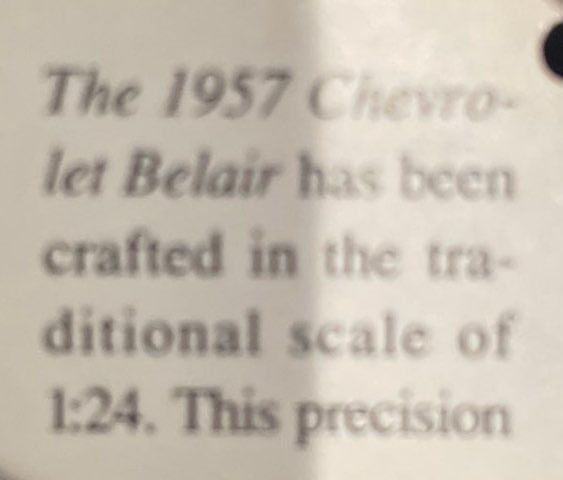 The 1957 Chevro-
let Belair has been
crafted in the tra-
ditional scale of
1:24. This precision